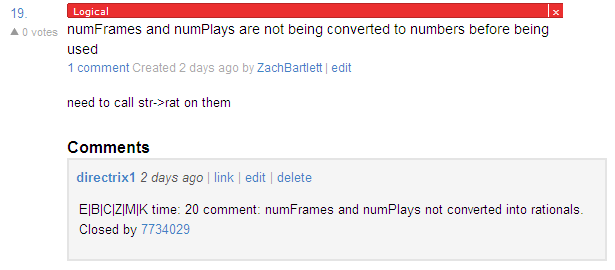 19.
Logical x
0 votes
numFrames and numPlays are not being converted to numbers before being
used
1 comment Created 2 days ago by ZachBartlett | edit
need to call str->rat on them
Comments
directrix1 2 days ago | link | edit | delete
E|B|C|Z|M|K time: 20 comment: numFrames and numPlays not converted into rationals.
Closed by 7734029